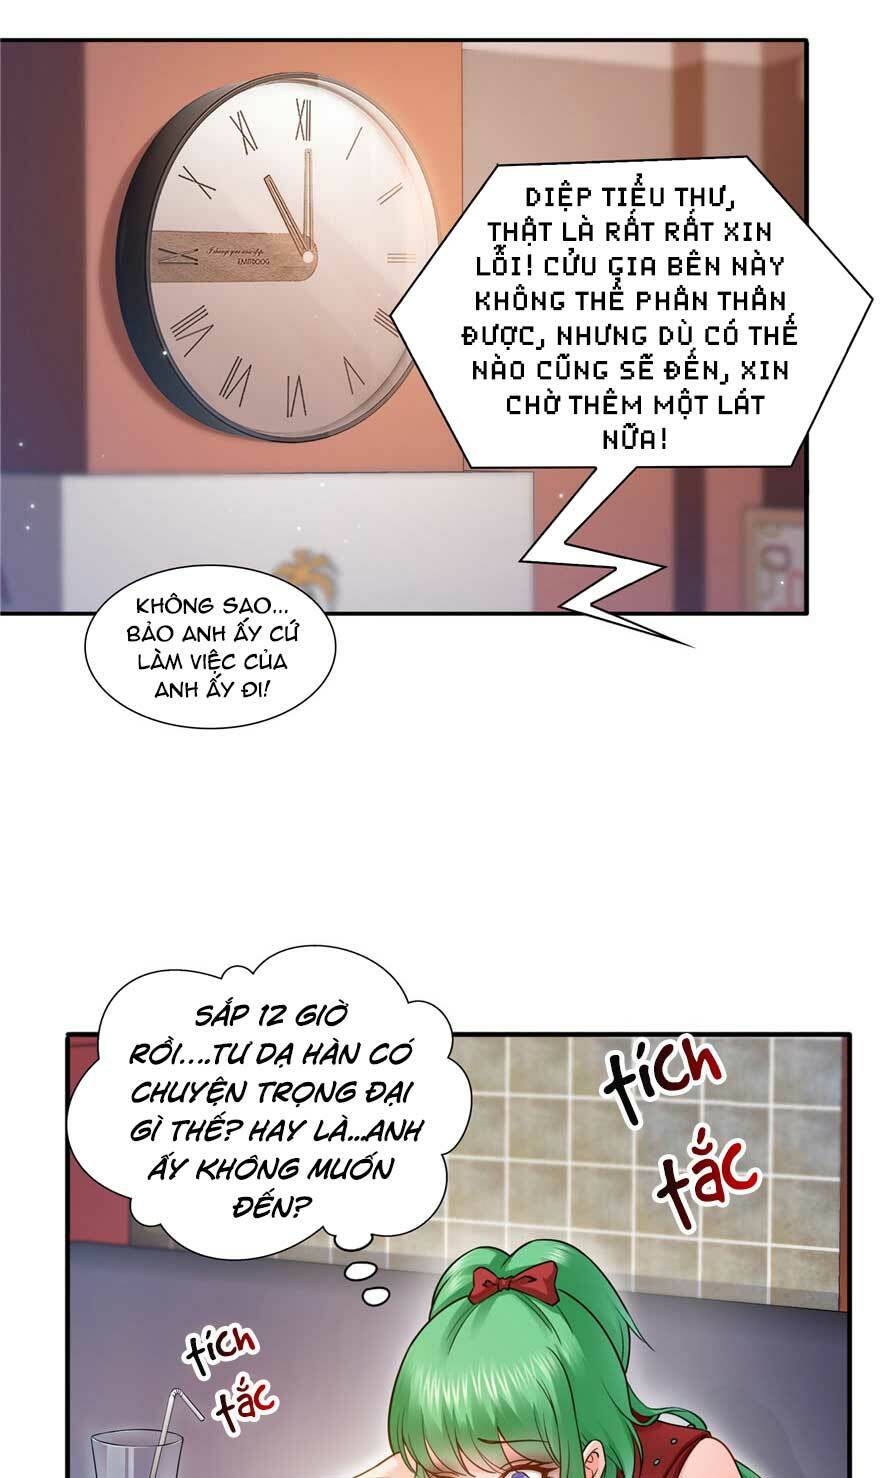 DIỆP TIỂU THƯ,
THẬT LÀ RẤT RẤT XIN
LỖI! CỬU GIA BÊN NÀY
KHÔNG THỂ PHÂN THÂN
ĐƯỢC, NHƯNG DÙ CÓ THẾ
NÀO CŨNG SẼ ĐẾN, XIN
CHỜ THÊM MỘT LÁT
NỮA!
KHÔNG SAO...
BẢO ANH ẤY CỨ
LÀM VIỆC CỦA
ANH ẤY ĐI!
SẮP 12 GIỜ
RỒI....TƯ DẠ HÀN CÓ
CHUYỆN TRỌNG ĐẠI
GÌ THẾ? HAY LÀ...ANH
ẤY KHÔNG MUỐN
ĐẾN?
tích
tắc
tích
tắc